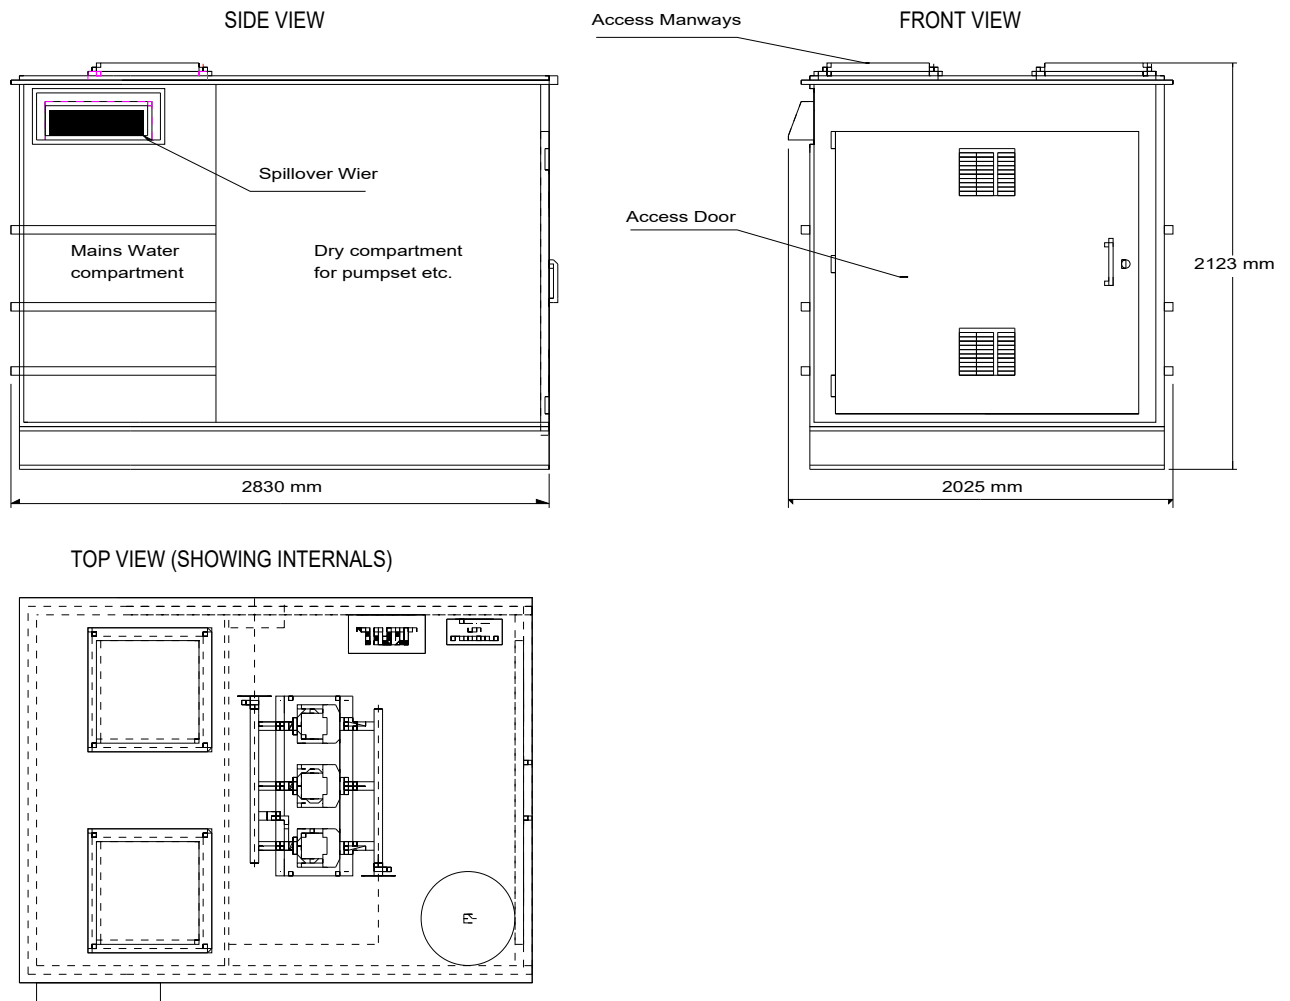 SIDE VIEW
Access Manways
FRONT VIEW
Spillover Wier
Access Door
Mains Water
compartment
Dry compartment
for pumpset etc.
2123 mm
2830 mm
2025 mm
TOP VIEW (SHOWING INTERNALS)